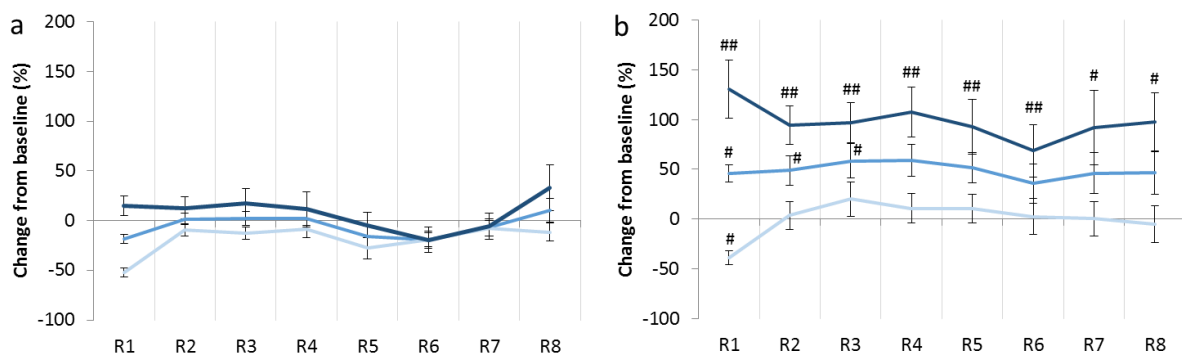 a
Change from baseline (%)
200
150
100
50
0
-50
-100
R1 R2 R3 R4 R5 R6 R7 R8
b
Change from baseline (%)
200
150
100
50
0
-50
-100
## ## ## ## ## ## # #
# # #
#
R1 R2 R3 R4 R5 R6 R7 R8